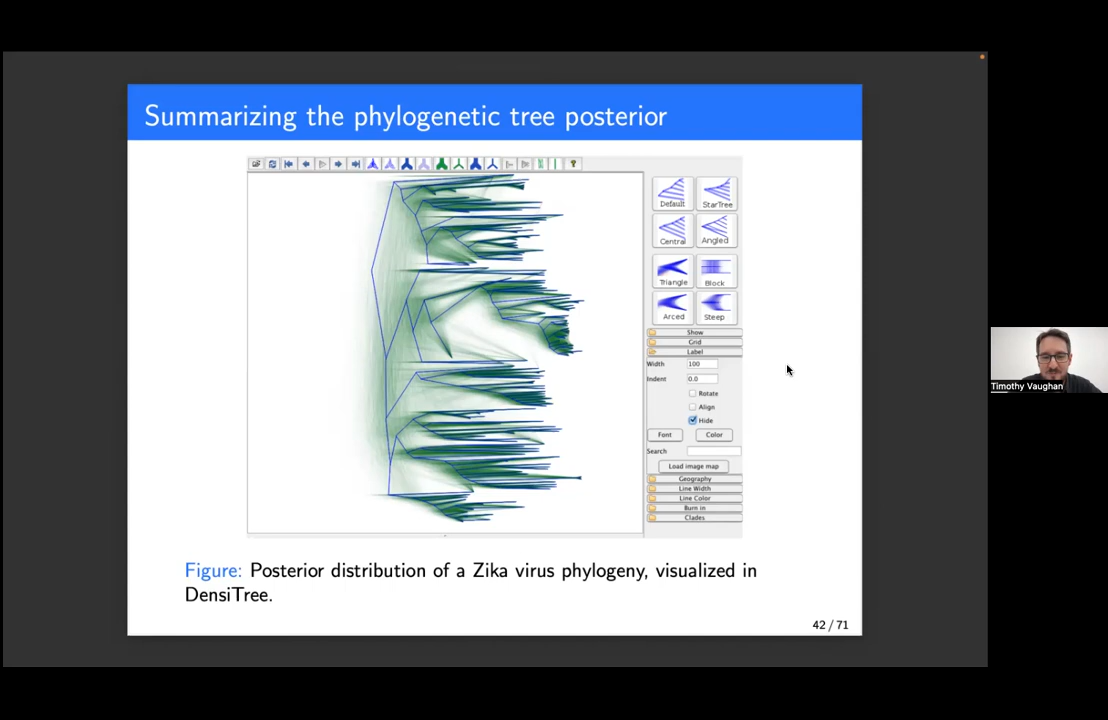 Summarizing the phylogenetic tree posterior
?
Default
StarTree
Central
Angled
Triangle
Block
Arced
Steep
Show
Grid
Label
Width 100
Indent 0.0
Rotate
Align
Hide
Font
Color
Search
Load image map
Geography
Line Width
Line Color
Burn in
Clades
Figure: Posterior distribution of a Zika virus phylogeny, visualized in
DensiTree.
42 / 71
Timothy Vaughan